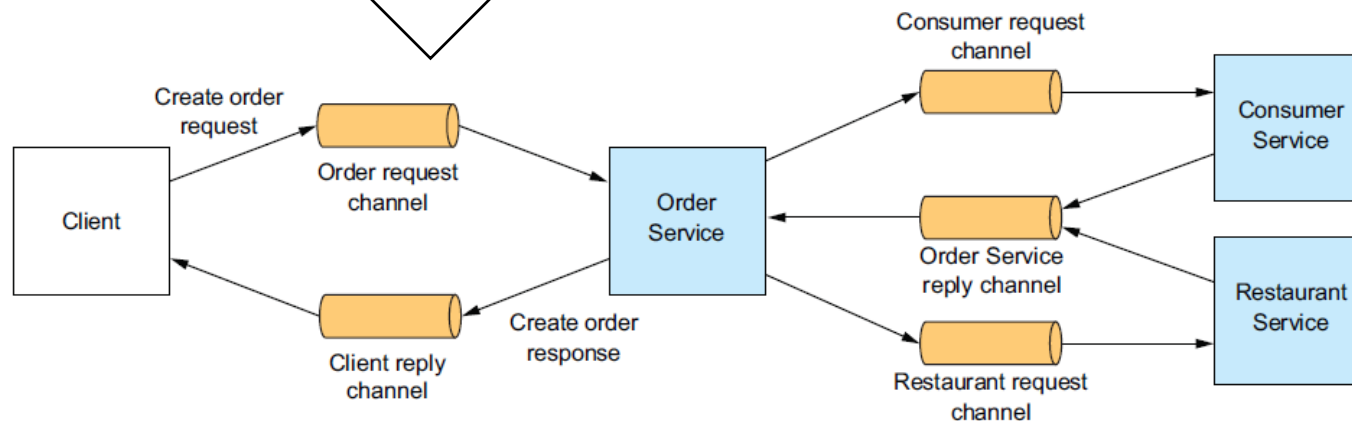 Create order
request
Order request
channel
Client
Client reply
channel
Create order
response
Order
Service
Consumer request
channel
Consumer
Service
Order Service
reply channel
Restaurant
Service
Restaurant request
channel